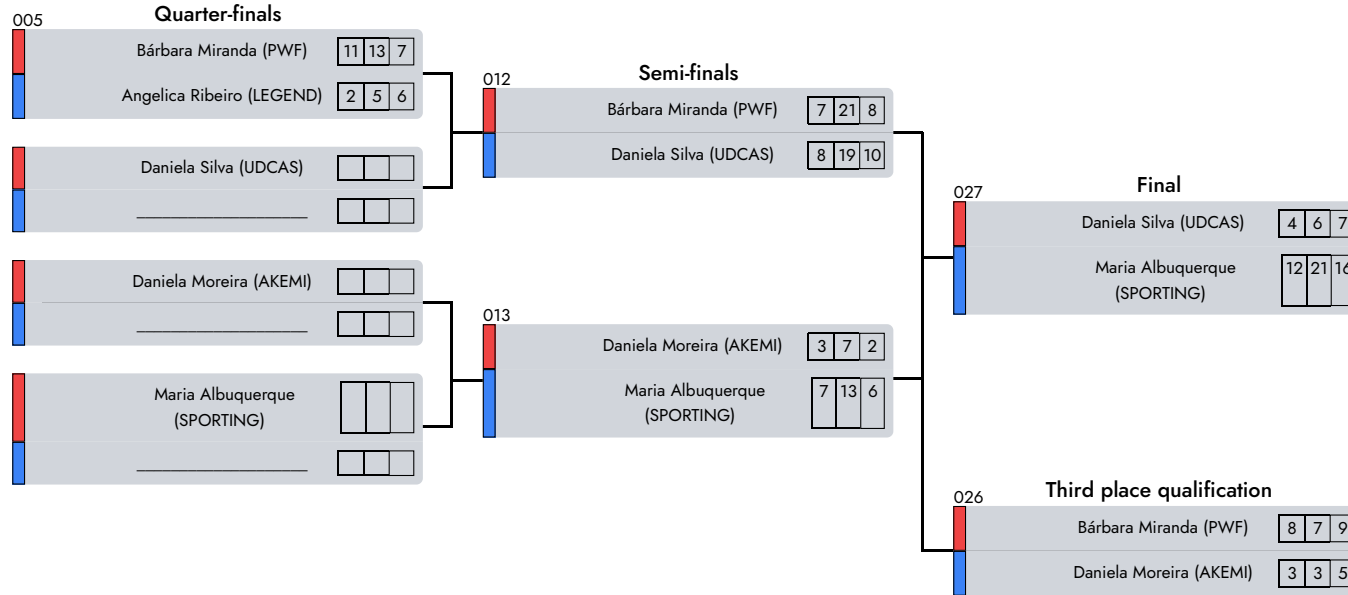 Quarter-finals
005
Bárbara Miranda (PWF) 11 13 7
Angelica Ribeiro (LEGEND) 2 5 6
Daniela Silva (UDCAS)
____________________
Daniela Moreira (AKEMI)
____________________
Maria Albuquerque
(SPORTING)
____________________
Semi-finals
012
Bárbara Miranda (PWF) 7 21 8
Daniela Silva (UDCAS) 8 19 10
013
Daniela Moreira (AKEMI) 3 7 2
Maria Albuquerque 7 13 6
(SPORTING)
Final
027
Daniela Silva (UDCAS) 4 6 7
Maria Albuquerque 12 21 16
(SPORTING)
Third place qualification
026
Bárbara Miranda (PWF) 8 7 9
Daniela Moreira (AKEMI) 3 3 5